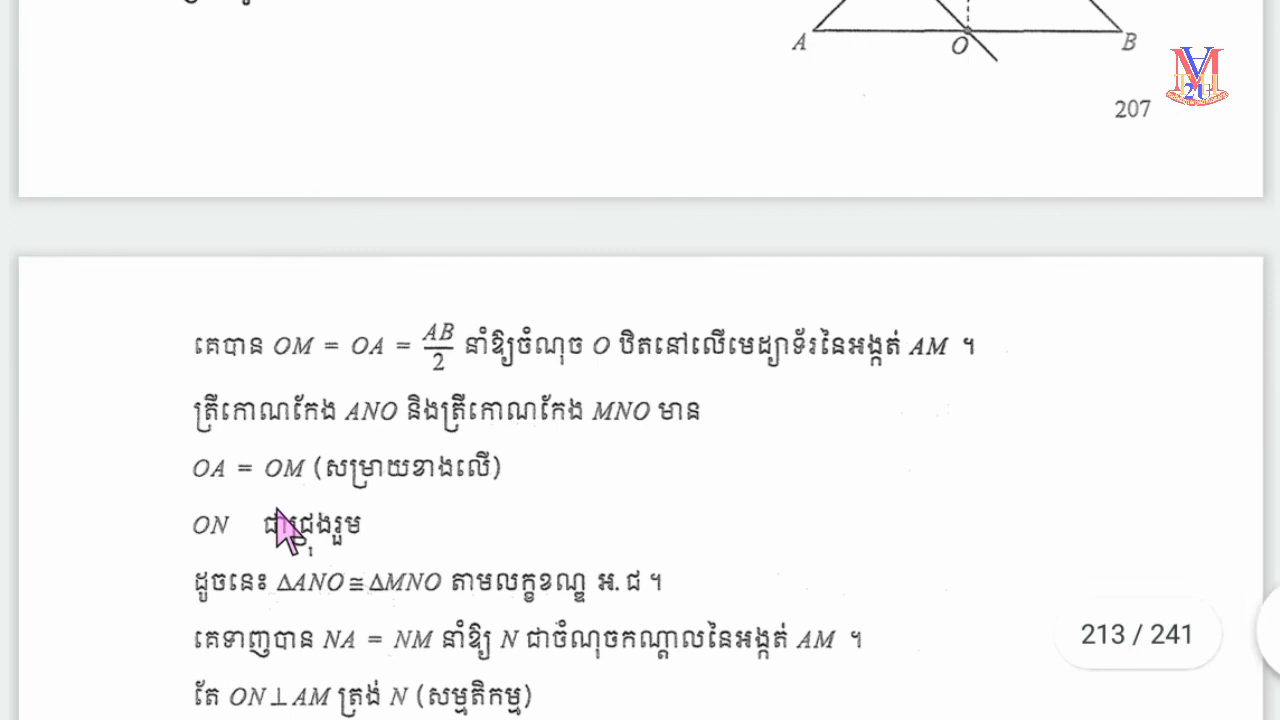 A
O
B
207
គេបាន OM = OA = AB/2 នាំឱ្យចំណុច O ឋិតនៅលើមេដ្យាទ័រនៃអង្កត់ AM ។
ត្រីកោណកែង ANO និងត្រីកោណកែង MNO មាន
OA = OM (សម្រាយខាងលើ)
ON ជាជ្រុងរួម
ដូចនេះ ΔANO ≅ ΔMNO តាមលក្ខខណ្ឌ អ. ជ ។
គេទាញបាន NA = NM នាំឱ្យ N ជាចំណុចកណ្តាលនៃអង្កត់ AM ។
213 / 241
តែ ON ⊥ AM ត្រង់ N (សម្មតិកម្ម)